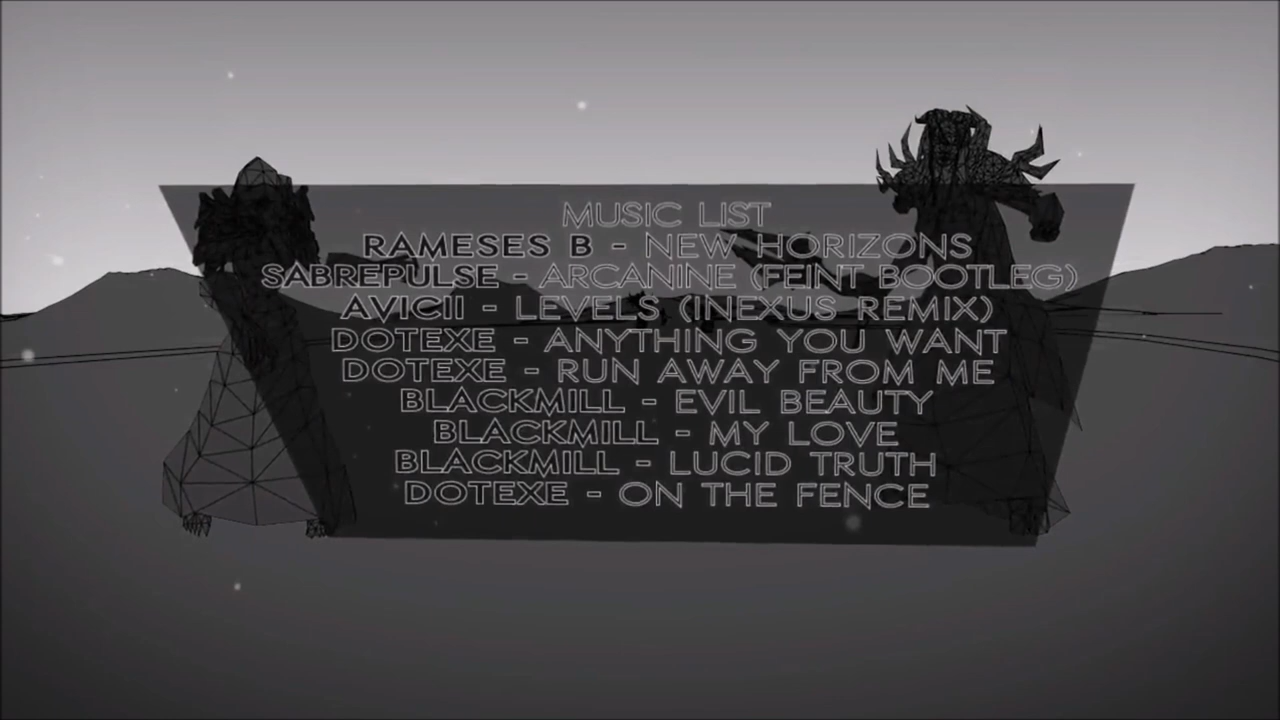 MUSIC LIST
RAMESES B - NEW HORIZONS
SABREPULSE - ARCANINE (FEINT BOOTLEG)
AVICII - LEVELS (INEXUS REMIX)
DOTEXE - ANYTHING YOU WANT
DOTEXE - RUN AWAY FROM ME
BLACKMILL - EVIL BEAUTY
BLACKMILL - MY LOVE
BLACKMILL - LUCID TRUTH
DOTEXE - ON THE FENCE